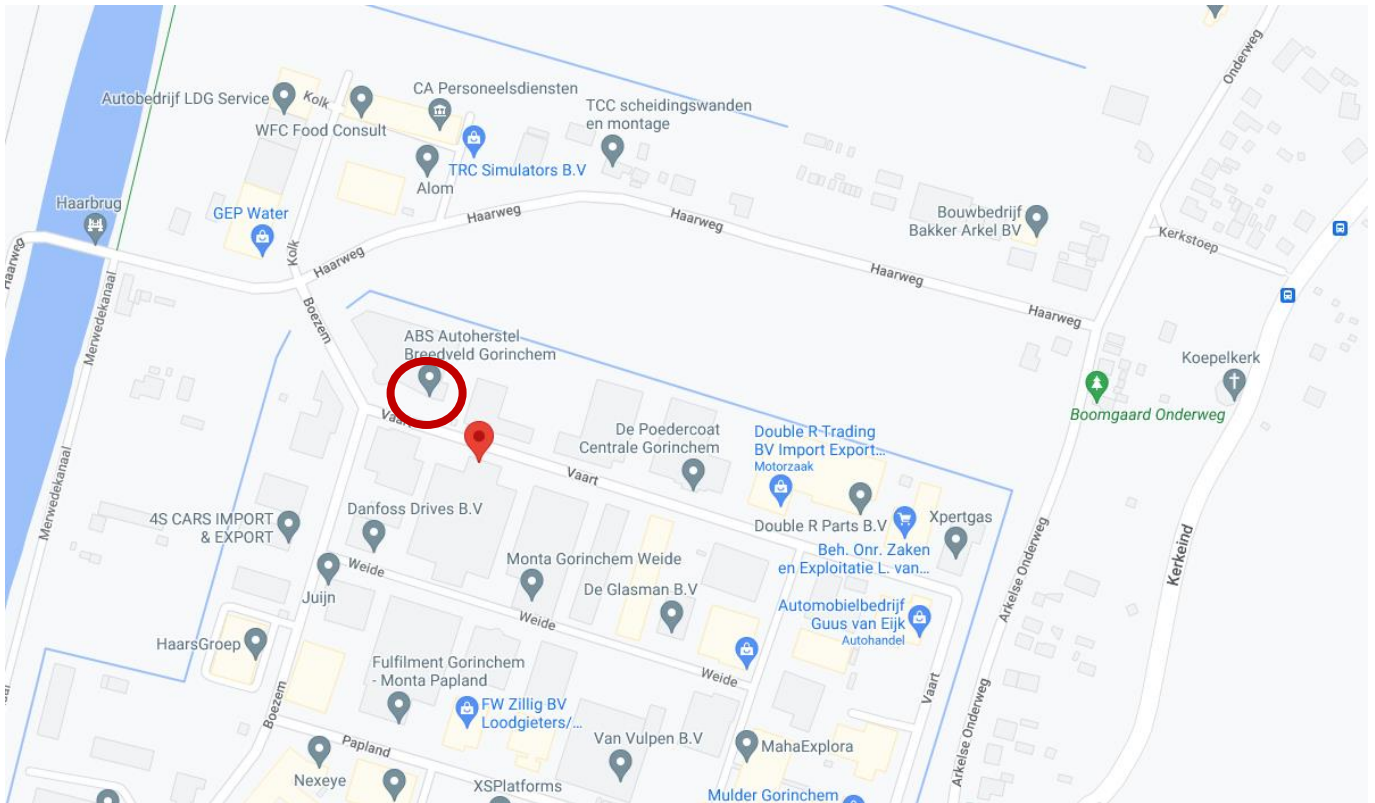 Onderweg
CA Personeelsdiensten
Autobedrijf LDG Service
Kolk
TCC scheidingswanden
en montage
WFC Food Consult
TRC Simulators B.V
Alom
Haarbrug
GEP Water
Haarweg
Haarweg
Bouwbedrijf
Bakker Arkel BV
Kerkstoep
Haarweg
Kolk
Haarweg
Haarweg
Merwedekanaal
Boezem
Haarweg
ABS Autoherstel
Breedveld Gorinchem
Koepelkerk
Boomgaard Onderweg
De Poedercoat
Centrale Gorinchem
Double R Trading
BV Import Export...
Motorzaak
Vaart
Merwedekanaal
Danfoss Drives B.V
4S CARS IMPORT
& EXPORT
Double R Parts B.V
Xpertgas
Beh. Onr. Zaken
en Exploitatie L. van...
Monta Gorinchem Weide
Weide
De Glasman B.V
Kerkeind
Arkelse Onderweg
Juijn
Automobielbedrijf
Guus van Eijk
Autohandel
Weide
HaarsGroep
Fulfilment Gorinchem
- Monta Papland
Weide
Vaart
Boezem
FW Zillig BV
Loodgieters/...
Arkelse Onderweg
Papland
Van Vulpen B.V
MahaExplora
Nexeye
XSPlatforms
Mulder Gorinchem